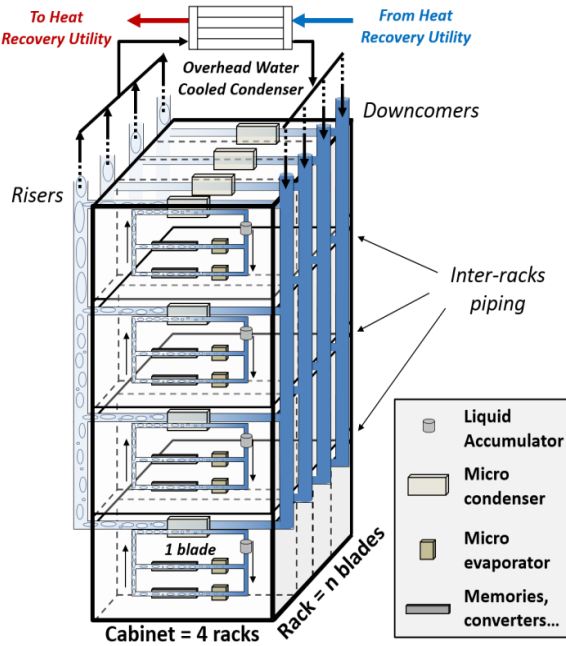 To Heat
Recovery Utility
From Heat
Recovery Utility
Overhead Water
Cooled Condenser
Downcomers
Risers
Inter-racks
piping
Liquid
Accumulator
Micro
condenser
Micro
evaporator
Memories,
converters...
1 blade
Rack = n blades
Cabinet = 4 racks